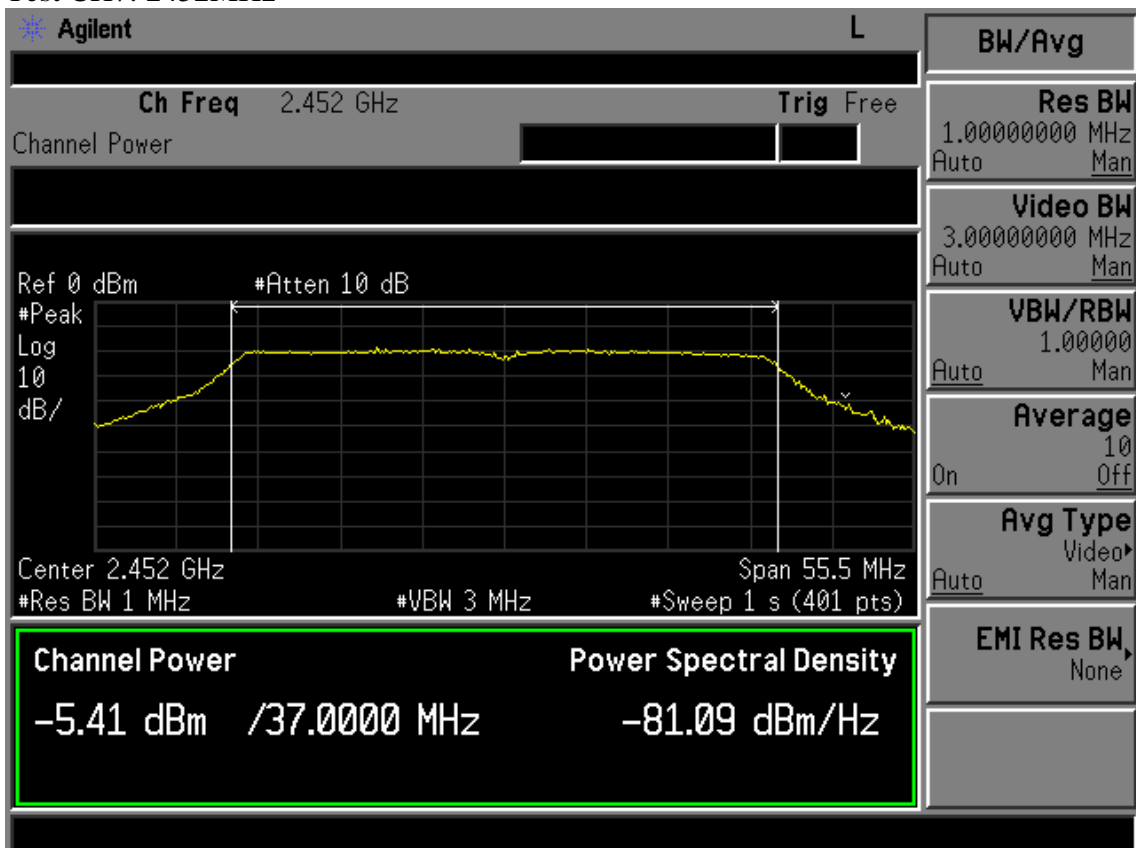 Agilent L
Ch Freq 2.452 GHz Trig Free
Channel Power
Ref 0 dBm #Atten 10 dB
#Peak
Log
10
dB/
Center 2.452 GHz Span 55.5 MHz
#Res BW 1 MHz #VBW 3 MHz #Sweep 1 s (401 pts)
Channel Power Power Spectral Density
-5.41 dBm /37.0000 MHz -81.09 dBm/Hz
BW/Avg
Res BW
1.00000000 MHz
Auto Man
Video BW
3.00000000 MHz
Auto Man
VBW/RBW
1.00000
Auto Man
Average
10
On Off
Avg Type
Video
Auto Man
EMI Res BW
None